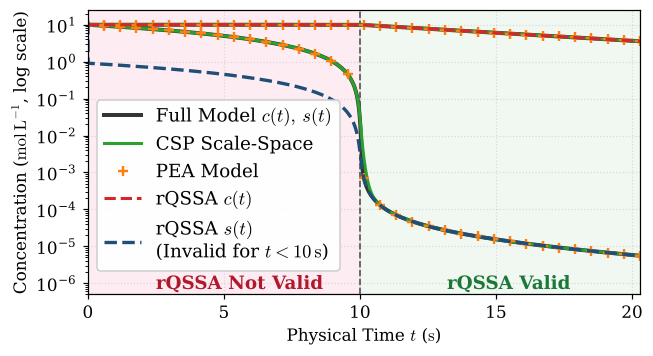 Concentration (mol L⁻¹, log scale)
10¹
10⁰
10⁻¹
10⁻²
10⁻³
10⁻⁴
10⁻⁵
10⁻⁶
Full Model c(t), s(t)
CSP Scale-Space
PEA Model
rQSSA c(t)
rQSSA s(t)
(Invalid for t < 10 s)
rQSSA Not Valid
rQSSA Valid
0
5
10
15
20
Physical Time t (s)